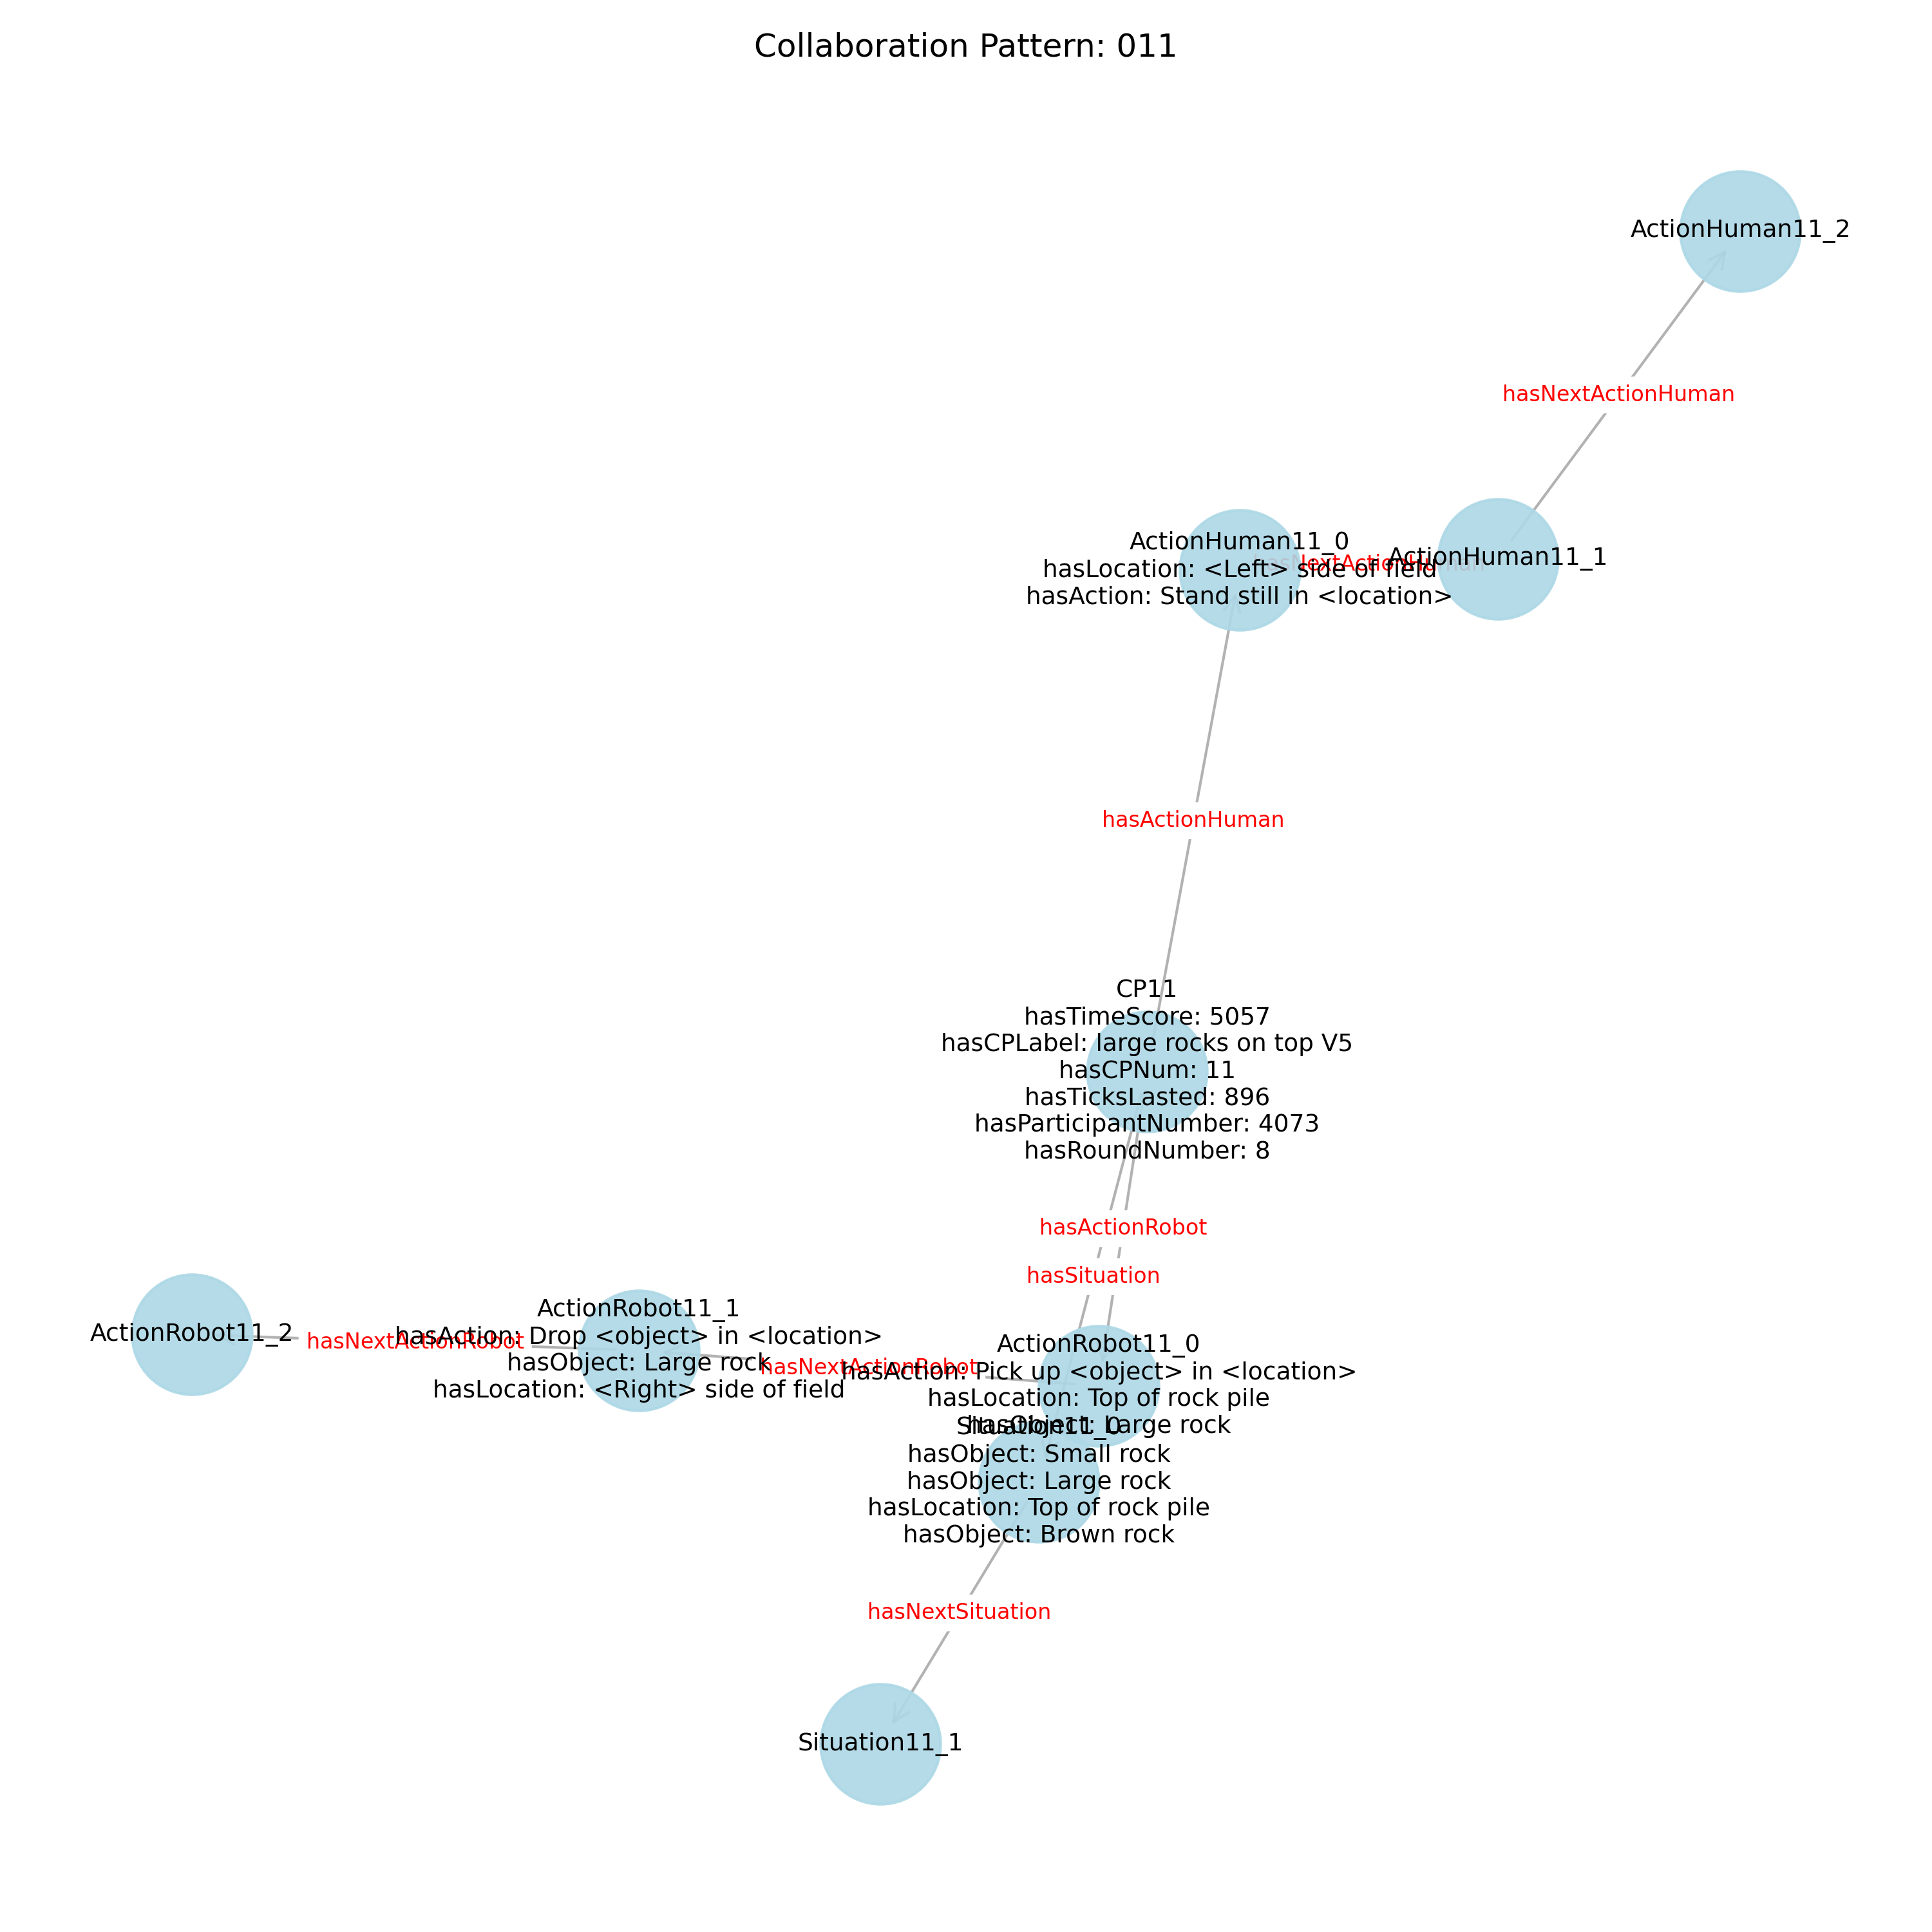 Collaboration Pattern: 011
ActionHuman11_2
hasNextActionHuman
ActionHuman11_0
hasLocation: <Left> side of field
hasAction: Stand still in <location>
hasNextActionHuman
ActionHuman11_1
hasActionHuman
CP11
hasTimeScore: 5057
hasCPLabel: large rocks on top V5
hasCPNum: 11
hasTicksLasted: 896
hasParticipantNumber: 4073
hasRoundNumber: 8
hasActionRobot
hasSituation
ActionRobot11_2
hasNextActionRobot
ActionRobot11_1
hasAction: Drop <object> in <location>
hasObject: Large rock
hasLocation: <Right> side of field
hasNextActionRobot
ActionRobot11_0
hasAction: Pick up <object> in <location>
hasLocation: Top of rock pile
hasObject: Large rock
Situation11_0
hasObject: Small rock
hasObject: Large rock
hasLocation: Top of rock pile
hasObject: Brown rock
hasNextSituation
Situation11_1